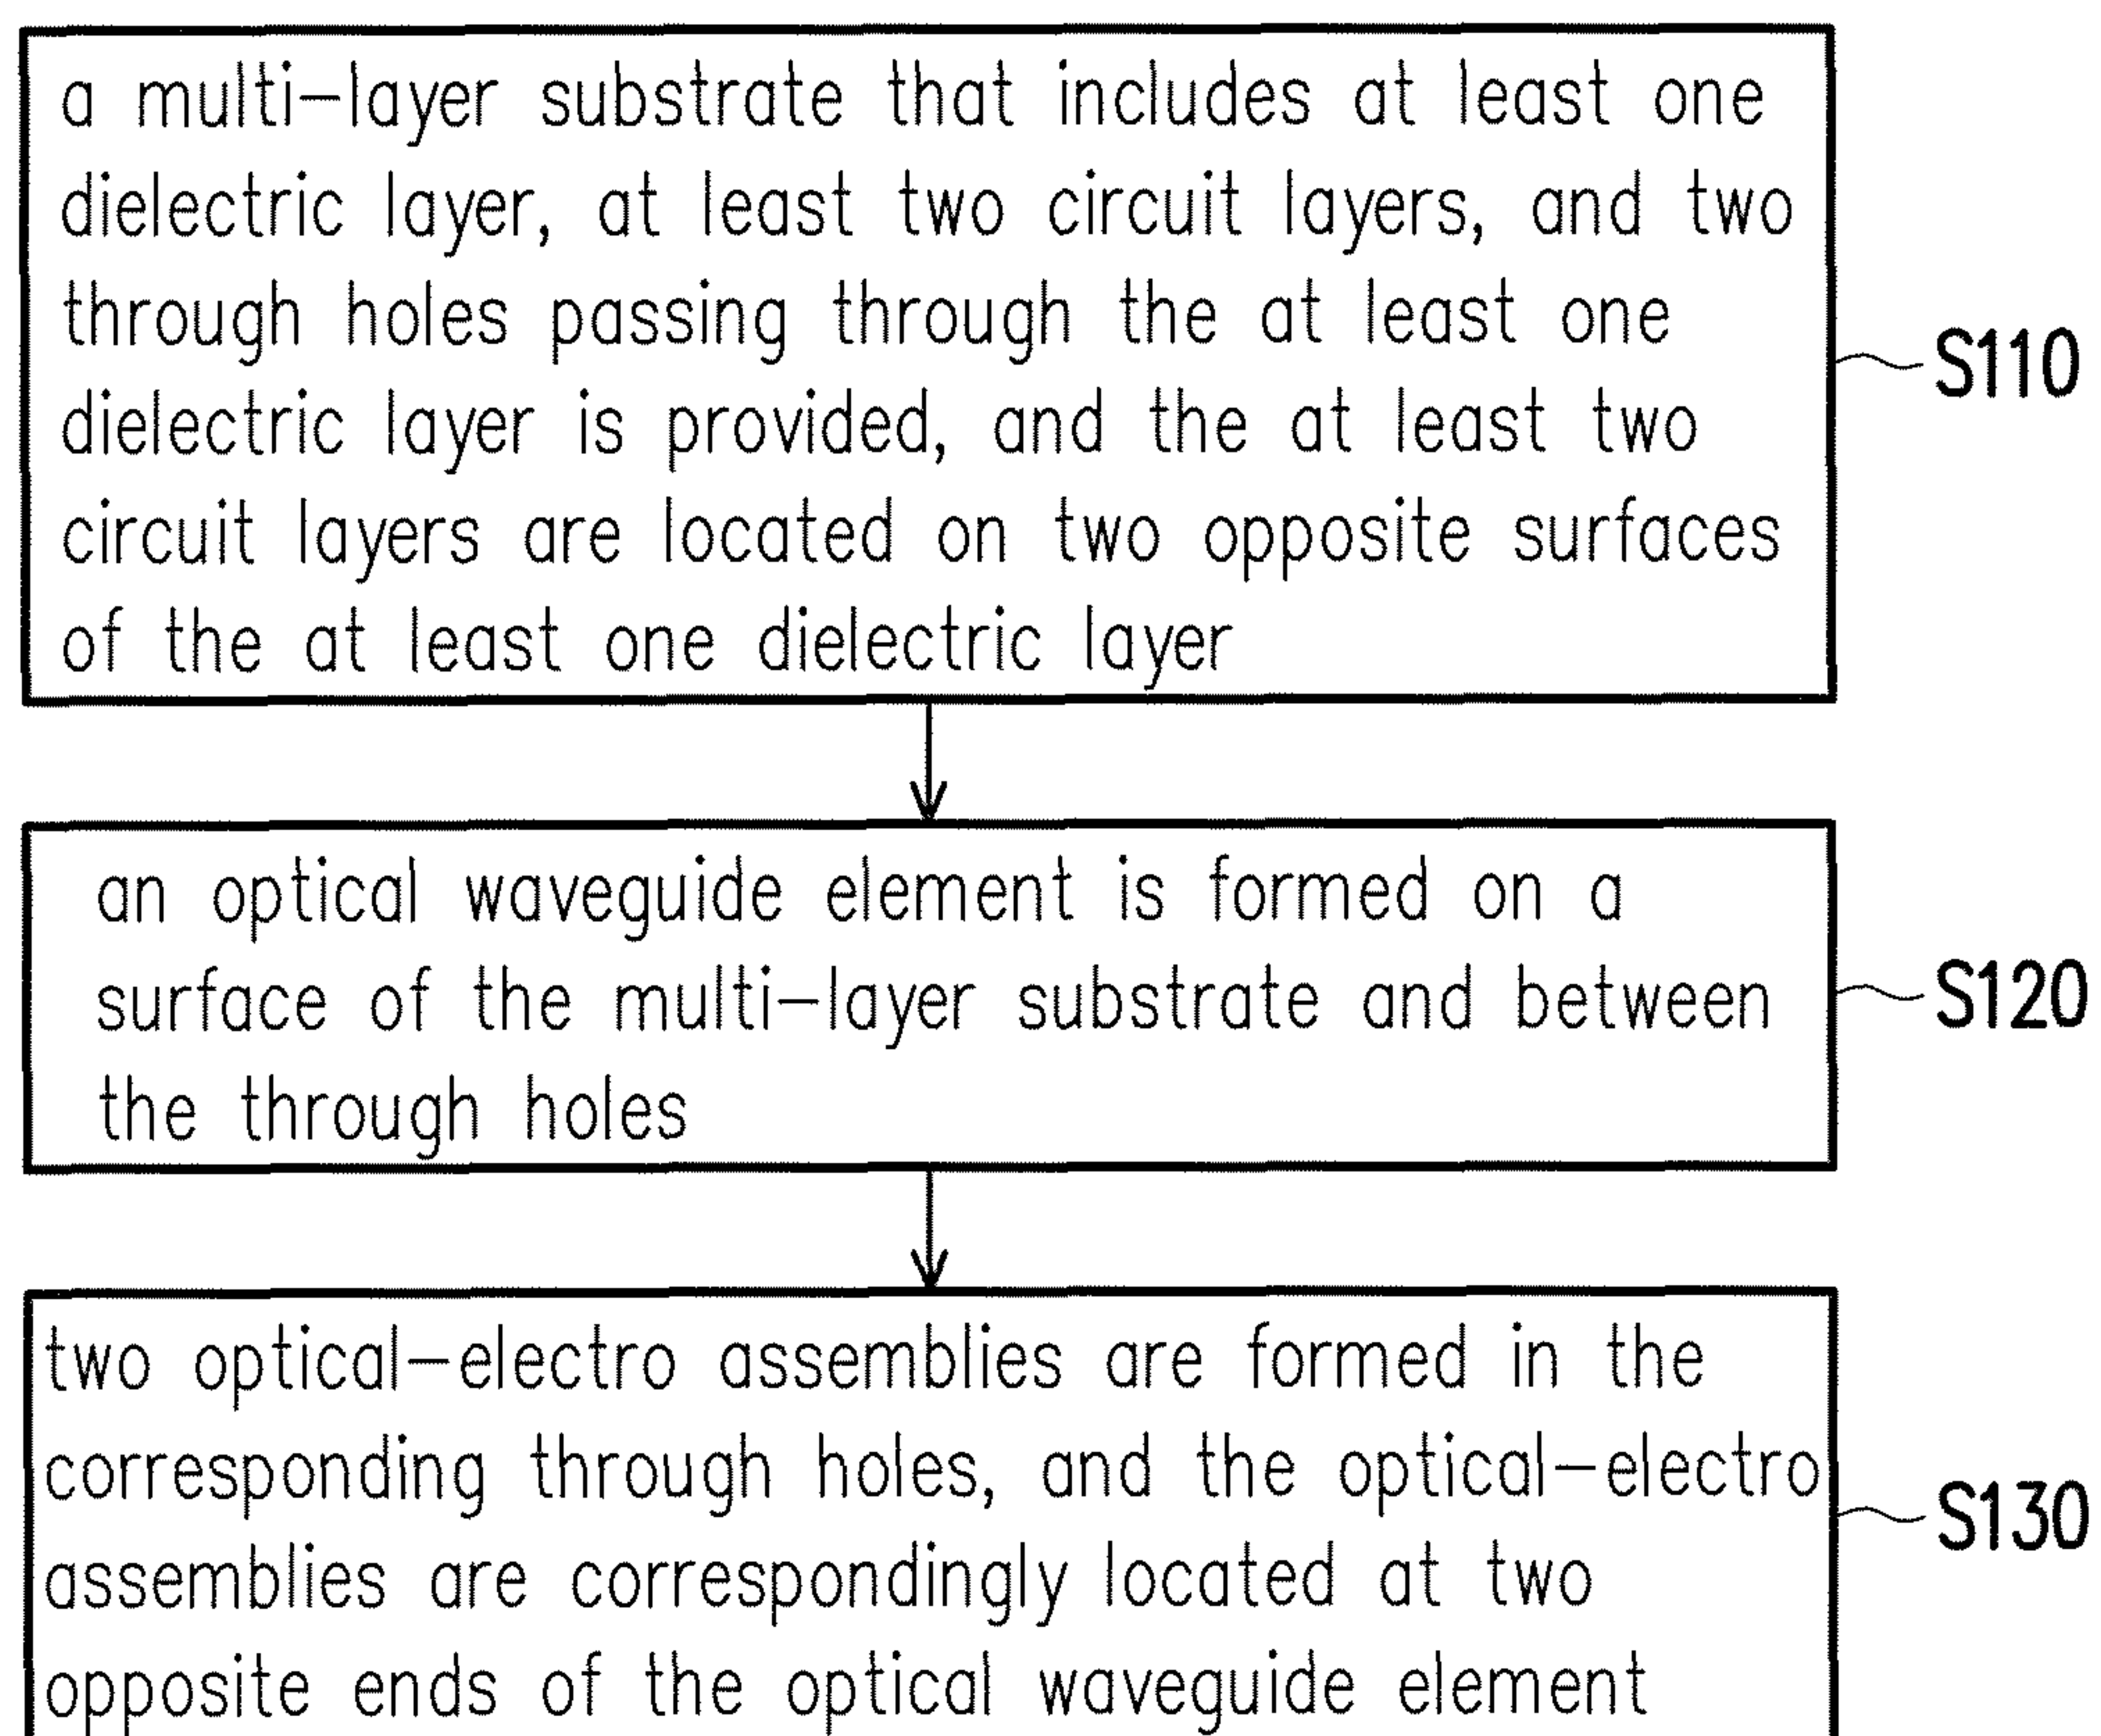 a multi-layer substrate that includes at least one
dielectric layer, at least two circuit layers, and two
through holes passing through the at least one
dielectric layer is provided, and the at least two
circuit layers are located on two opposite surfaces
of the at least one dielectric layer
S110
an optical waveguide element is formed on a
surface of the multi-layer substrate and between
the through holes
S120
two optical-electro assemblies are formed in the
corresponding through holes, and the optical-electro
assemblies are correspondingly located at two
opposite ends of the optical waveguide element
S130